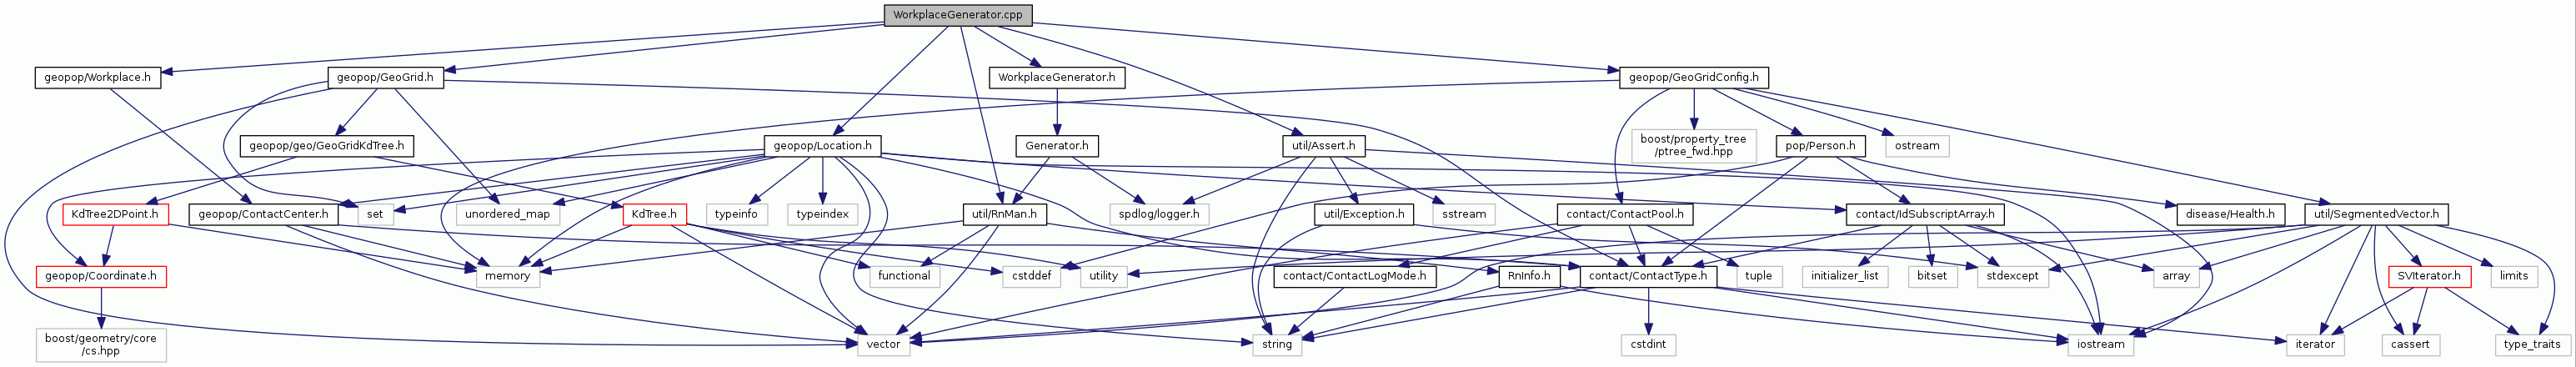 WorkplaceGenerator.cpp
geopop/Workplace.h
geopop/GeoGrid.h
WorkplaceGenerator.h
geopop/GeoGridConfig.h
geopop/geo/GeoGridKdTree.h
geopop/Location.h
Generator.h
util/Assert.h
boost/property_tree
/ptree_fwd.hpp
pop/Person.h
ostream
KdTree2DPoint.h
geopop/ContactCenter.h
set
unordered_map
KdTree.h
typeinfo
typeindex
util/RnMan.h
spdlog/logger.h
util/Exception.h
sstream
contact/ContactPool.h
contact/IdSubscriptArray.h
disease/Health.h
util/SegmentedVector.h
geopop/Coordinate.h
memory
functional
cstddef
utility
contact/ContactLogMode.h
RnInfo.h
contact/ContactType.h
tuple
initializer_list
bitset
stdexcept
array
SVIterator.h
limits
boost/geometry/core
/cs.hpp
vector
string
cstdint
iostream
iterator
cassert
type_traits